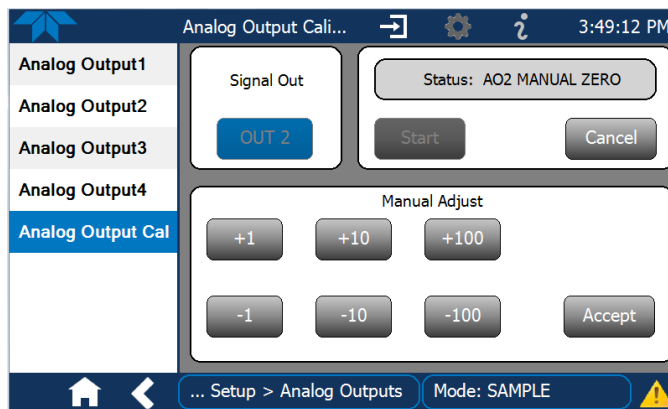 Analog Output Cali... 3:49:12 PM
Analog Output1
Analog Output2
Analog Output3
Analog Output4
Analog Output Cal
Signal Out
OUT 2
Status: AO2 MANUAL ZERO
Start
Cancel
Manual Adjust
+1
+10
+100
-1
-10
-100
Accept
... Setup > Analog Outputs
Mode: SAMPLE